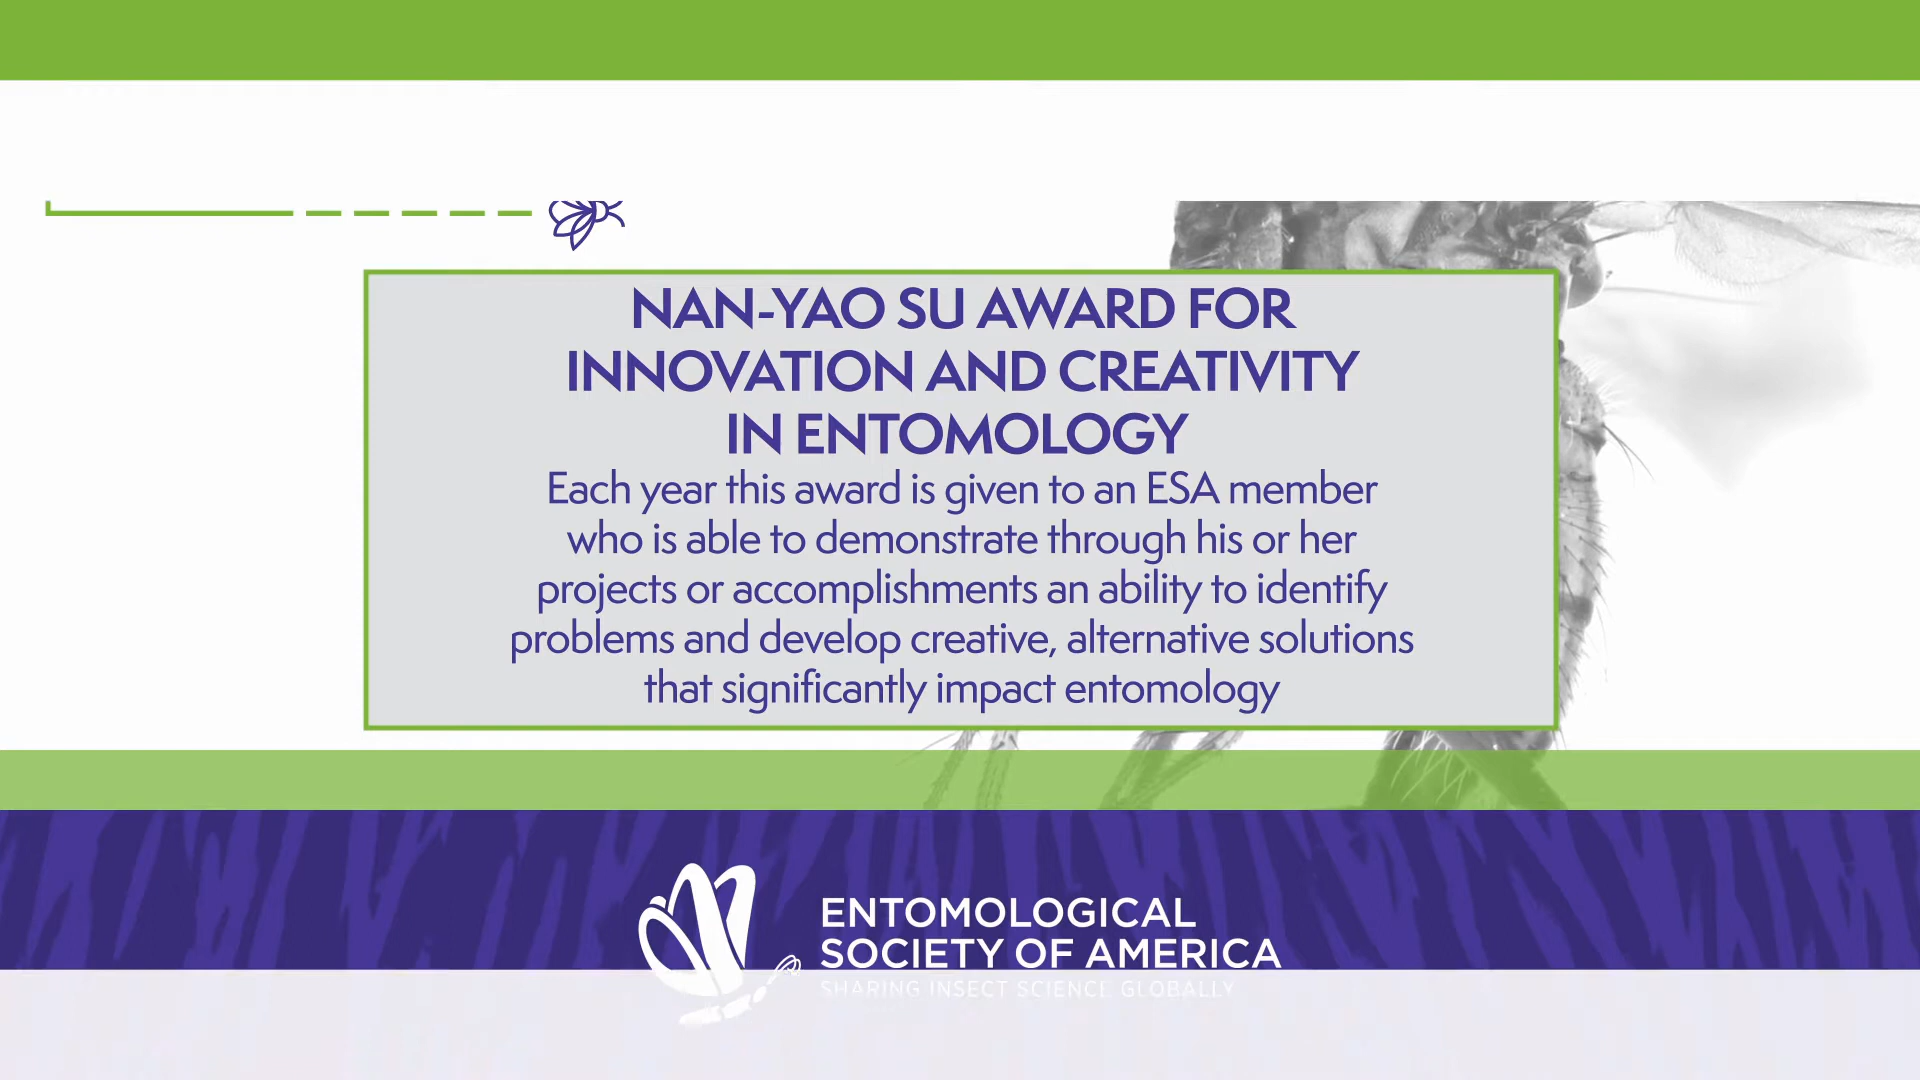 NAN-YAO SU AWARD FOR
INNOVATION AND CREATIVITY
IN ENTOMOLOGY
Each year this award is given to an ESA member
who is able to demonstrate through his or her
projects or accomplishments an ability to identify
problems and develop creative, alternative solutions
that significantly impact entomology
ENTOMOLOGICAL
SOCIETY OF AMERICA
SHARING INSECT SCIENCE GLOBALLY